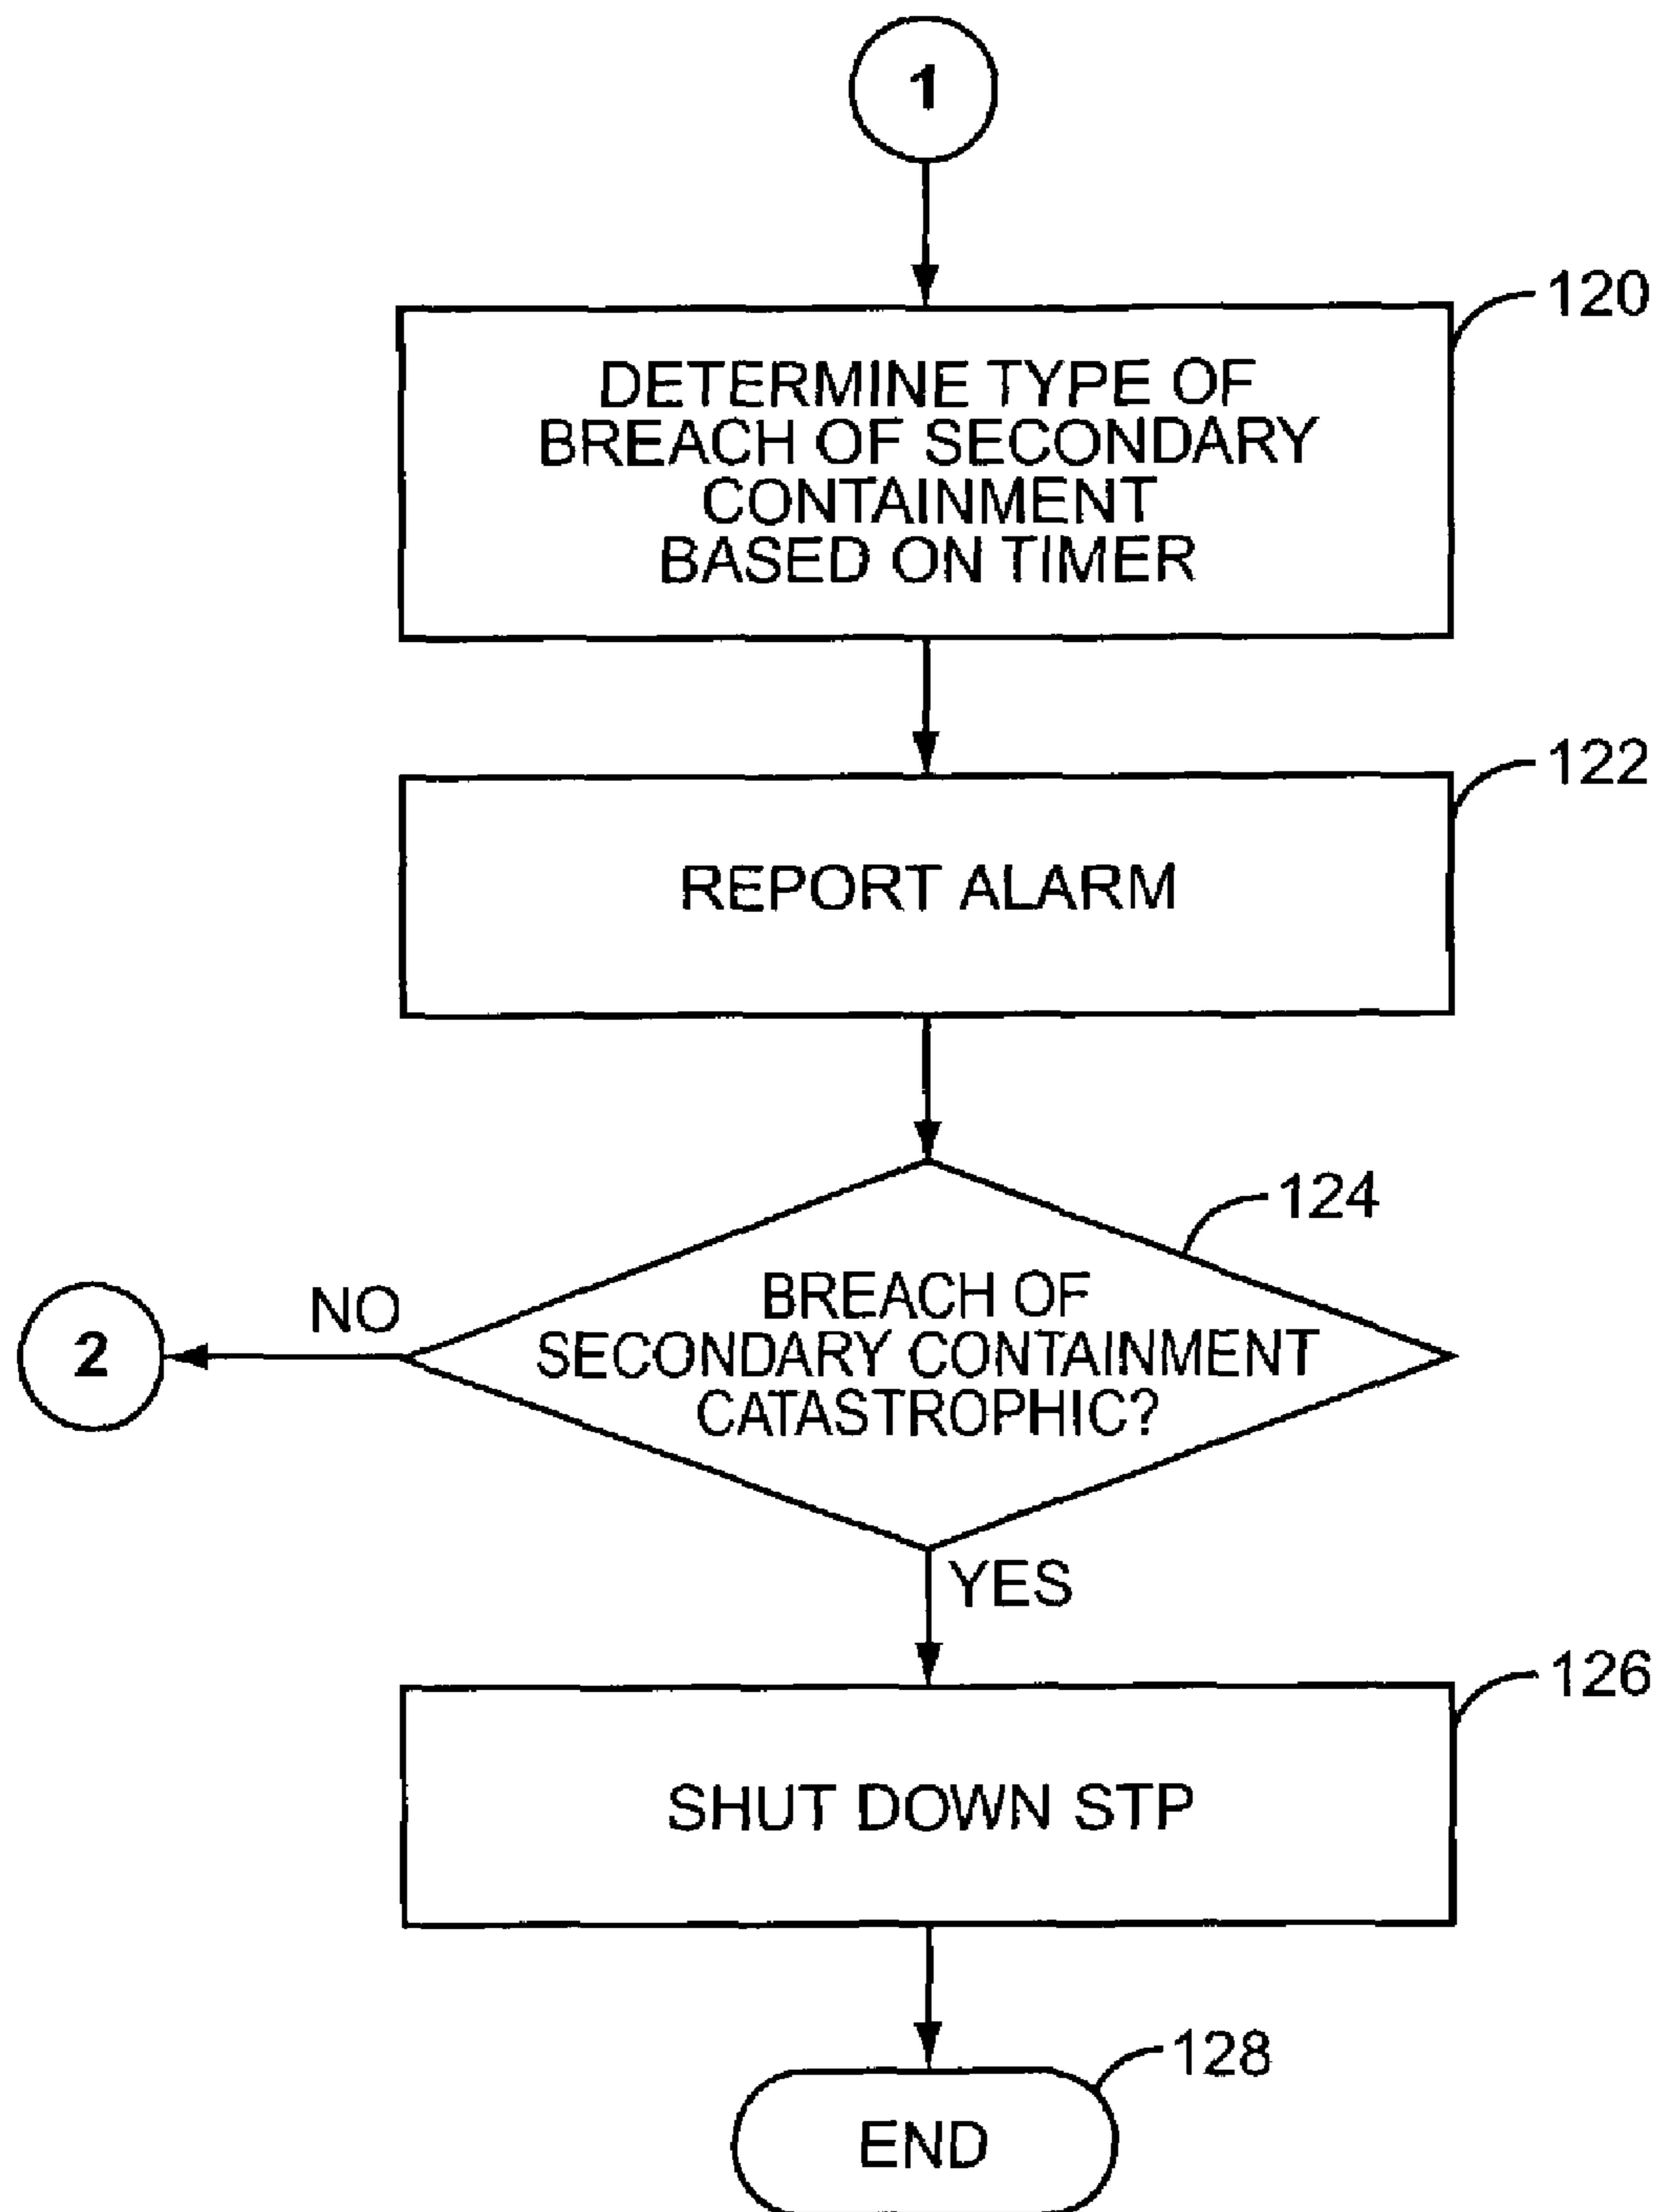 1
120
DETERMINE TYPE OF
BREACH OF SECONDARY
CONTAINMENT
BASED ON TIMER
122
REPORT ALARM
124
BREACH OF
SECONDARY CONTAINMENT
CATASTROPHIC?
NO
2
YES
126
SHUT DOWN STP
128
END